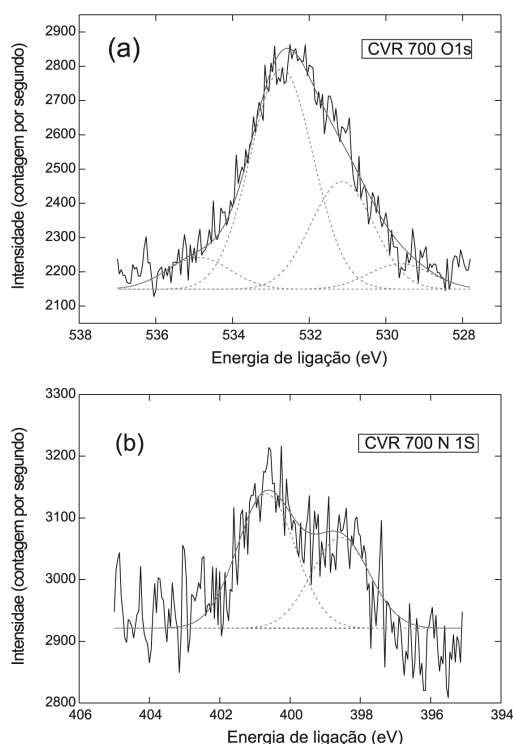 2900
2800
2700
2600
2500
2400
2300
2200
2100
(a)
CVR 700 O1s
Intensidade (contagem por segundo)
538 536 534 532 530 528
Energia de ligação (eV)
3300
3200
3100
3000
2900
2800
(b)
CVR 700 N 1S
Intensidae (contagem por segundo)
406 404 402 400 398 396 394
Energia de ligação (eV)